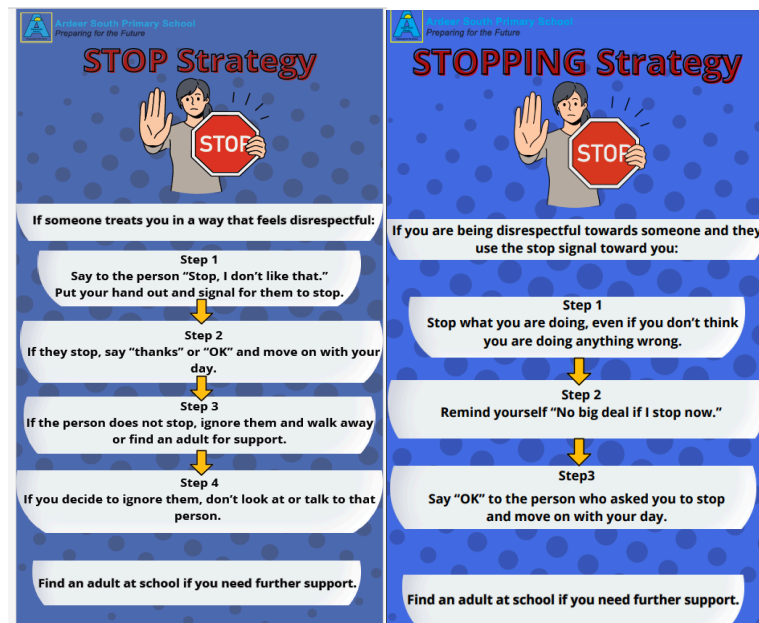 Ardeer South Primary School
Preparing for the Future
STOP Strategy
STOP
If someone treats you in a way that feels disrespectful:
Step 1
Say to the person “Stop, I don’t like that.”
Put your hand out and signal for them to stop.
Step 2
If they stop, say “thanks” or “OK” and move on with your
day.
Step 3
If the person does not stop, ignore them and walk away
or find an adult for support.
Step 4
If you decide to ignore them, don’t look at or talk to that
person.
Find an adult at school if you need further support.
Ardeer South Primary School
Preparing for the Future
STOPPING Strategy
STOP
If you are being disrespectful towards someone and they
use the stop signal toward you:
Step 1
Stop what you are doing, even if you don’t think
you are doing anything wrong.
Step 2
Remind yourself “No big deal if I stop now.”
Step3
Say “OK” to the person who asked you to stop
and move on with your day.
Find an adult at school if you need further support.